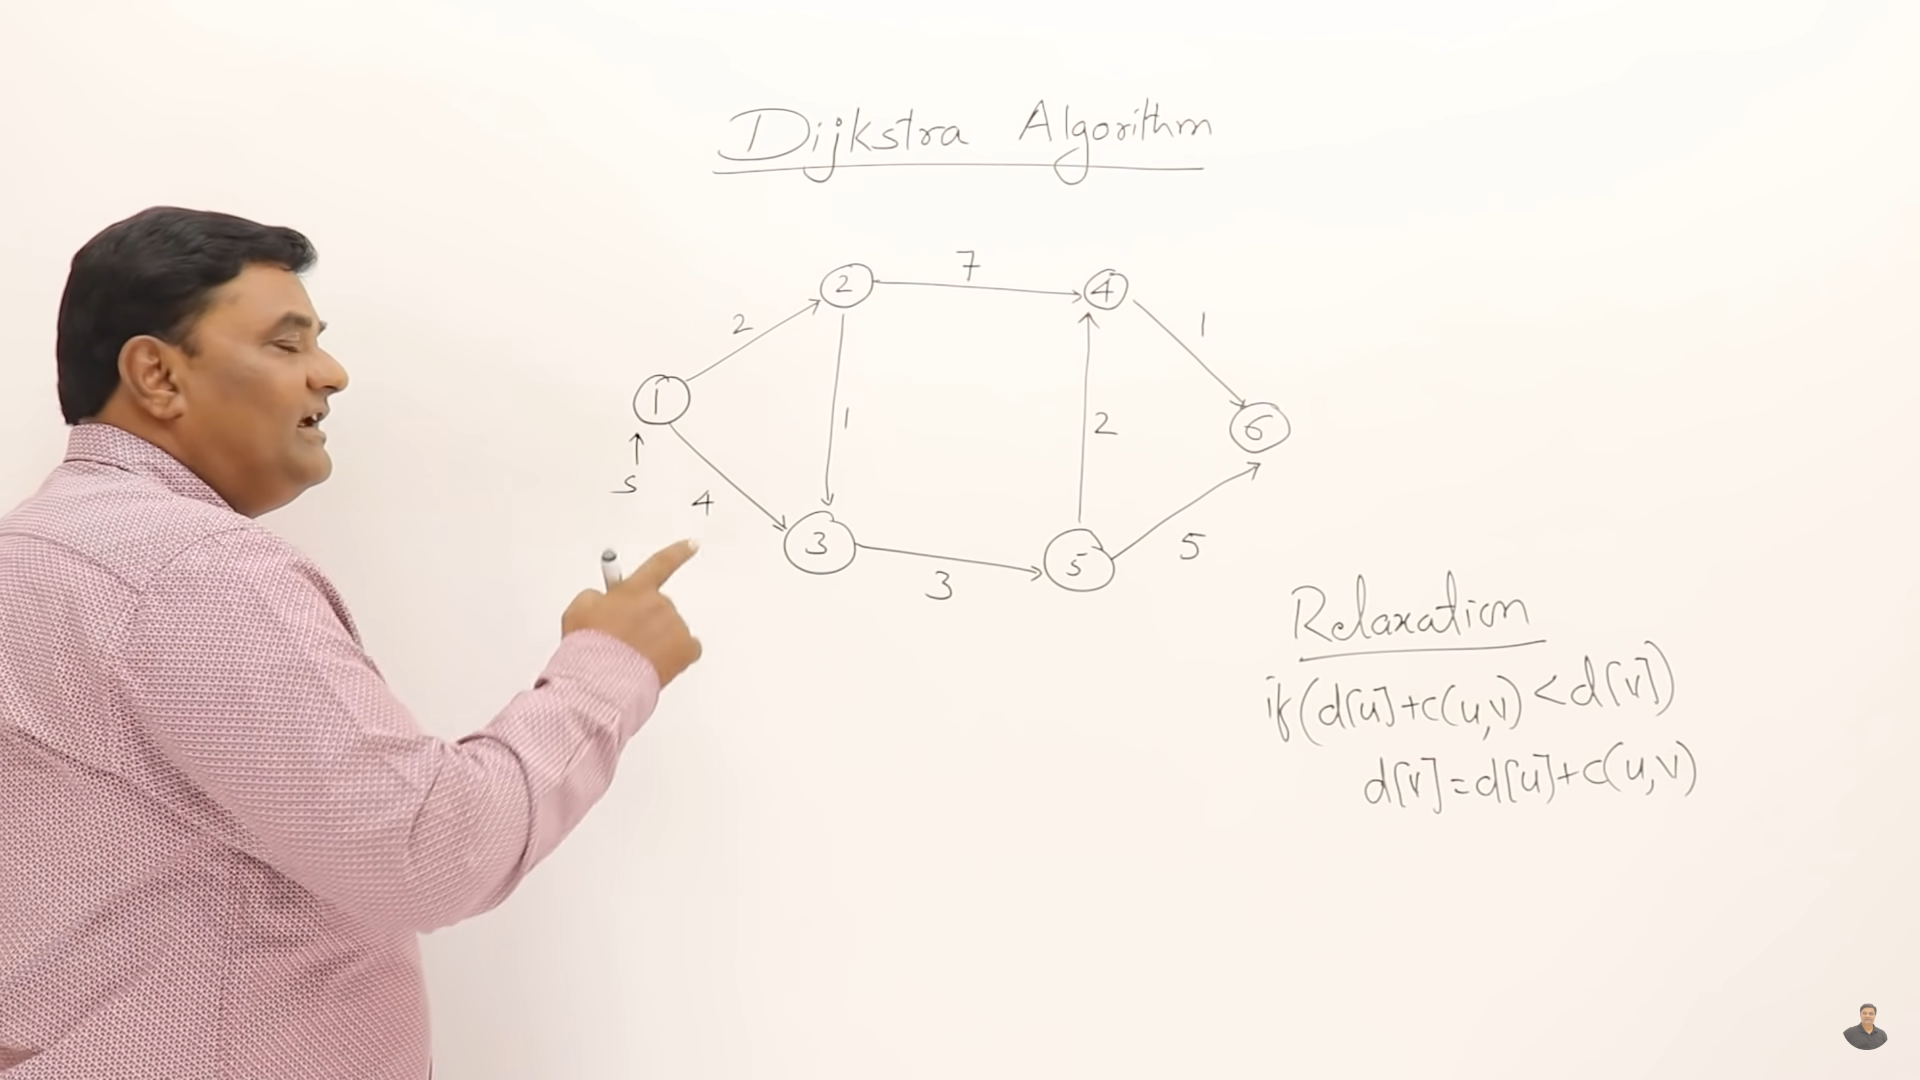 Dijkstra Algorithm
7
2
4
2
1
1
1
2
6
S
4
3
5
5
3
Relaxation
if(d[u]+c(u,v)<d[v])
d[v]=d[u]+c(u,v)